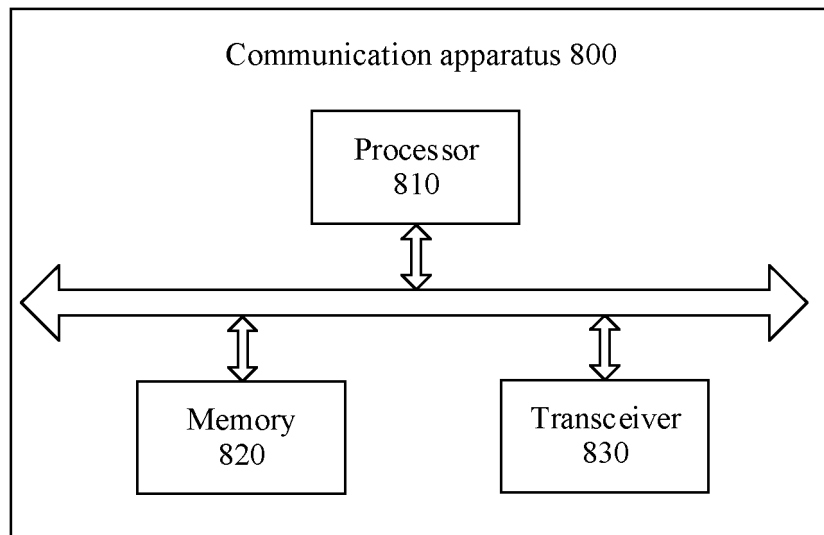 Communication apparatus 800
Processor
810
Memory
820
Transceiver
830